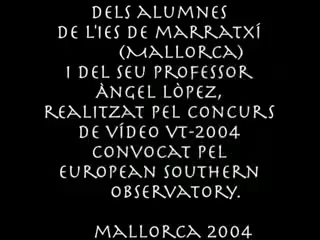 DELS ALUMNES
DE L'IES DE MARRATXÍ
(MALLORCA)
I DEL SEU PROFESSOR
ÀNGEL LÒPEZ,
REALITZAT PEL CONCURS
DE VÍDEO VT-2004
CONVOCAT PEL
EUROPEAN SOUTHERN
OBSERVATORY.
MALLORCA 2004